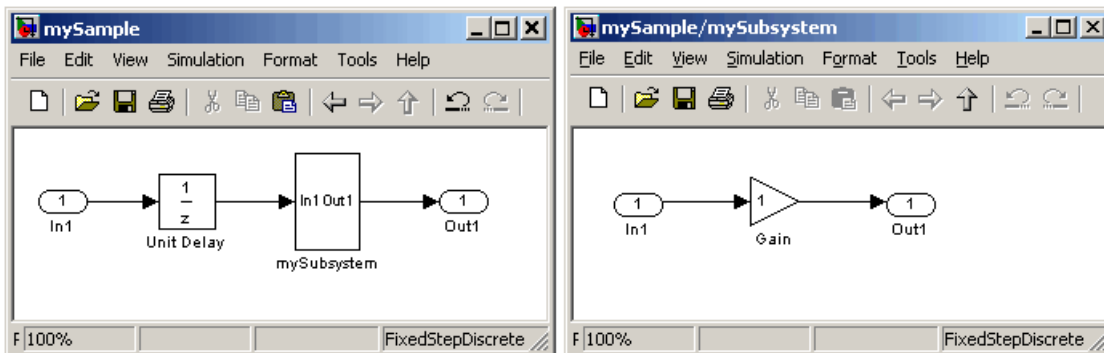 mySample
File Edit View Simulation Format Tools Help
1
In1
1
z
Unit Delay
In1 Out1
mySubsystem
1
Out1
F 100%
FixedStepDiscrete
mySample/mySubsystem
File Edit View Simulation Format Tools Help
1
In1
1
Gain
1
Out1
F 100%
FixedStepDiscrete